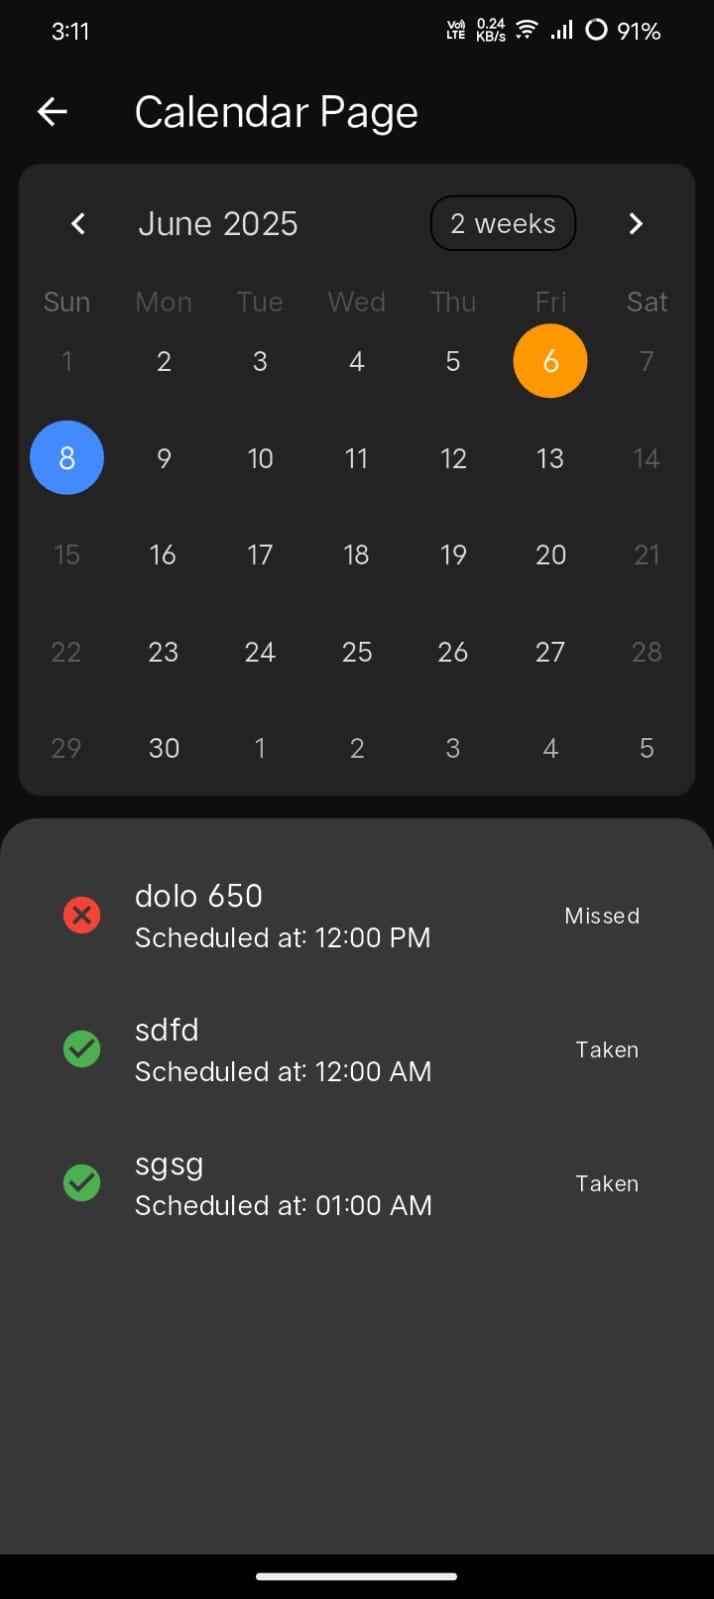 3:11 Vo) LTE 0.24 KB/s 91%
Calendar Page
June 2025 2 weeks
Sun Mon Tue Wed Thu Fri Sat
1 2 3 4 5 6 7
8 9 10 11 12 13 14
15 16 17 18 19 20 21
22 23 24 25 26 27 28
29 30 1 2 3 4 5
dolo 650
Scheduled at: 12:00 PM
Missed
sdfd
Scheduled at: 12:00 AM
Taken
sgsg
Scheduled at: 01:00 AM
Taken